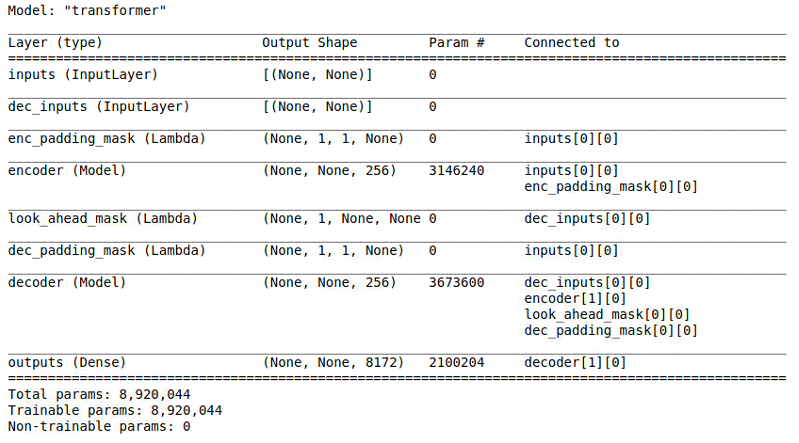 Model: "transformer"
Layer (type) Output Shape Param # Connected to
inputs (InputLayer) [(None, None)] 0
dec_inputs (InputLayer) [(None, None)] 0
enc_padding_mask (Lambda) (None, 1, 1, None) 0 inputs[0][0]
encoder (Model) (None, None, 256) 3146240 inputs[0][0]
enc_padding_mask[0][0]
look_ahead_mask (Lambda) (None, 1, None, None 0 dec_inputs[0][0]
dec_padding_mask (Lambda) (None, 1, 1, None) 0 inputs[0][0]
decoder (Model) (None, None, 256) 3673600 dec_inputs[0][0]
encoder[1][0]
look_ahead_mask[0][0]
dec_padding_mask[0][0]
outputs (Dense) (None, None, 8172) 2100204 decoder[1][0]
Total params: 8,920,044
Trainable params: 8,920,044
Non-trainable params: 0